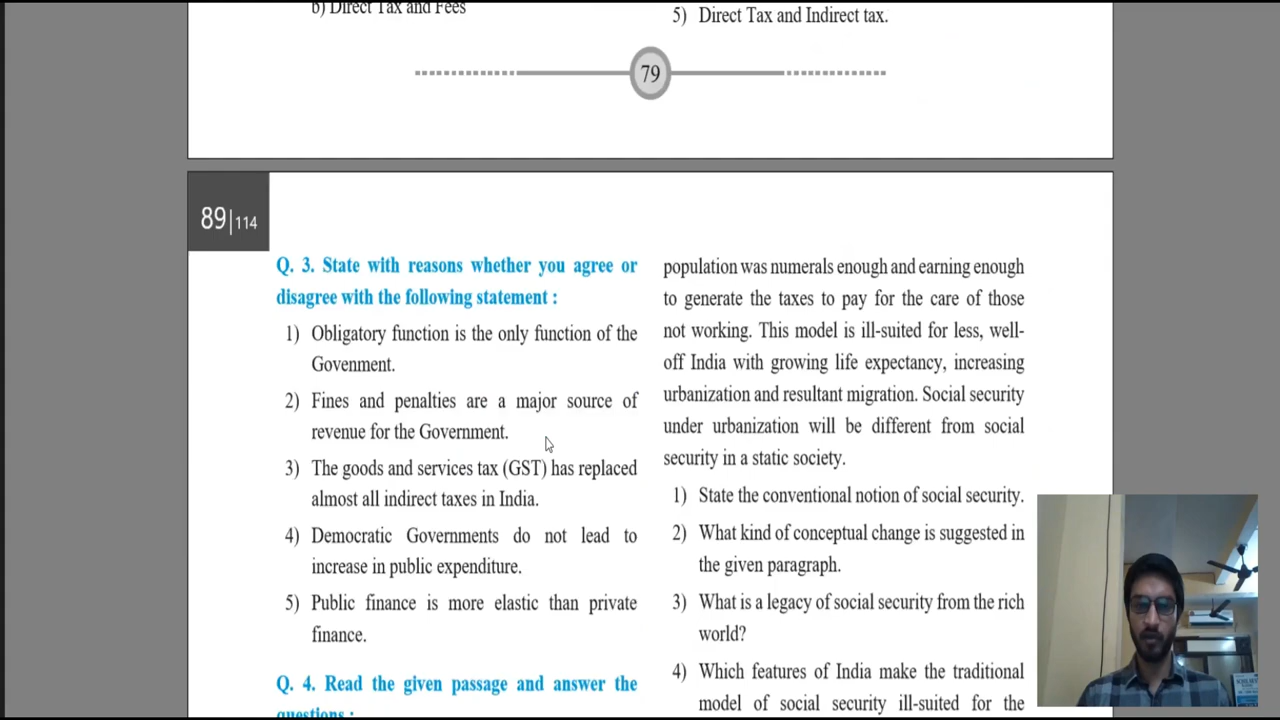 b) Direct Tax and Fees
5) Direct Tax and Indirect tax.
79
89|114
Q. 3. State with reasons whether you agree or
disagree with the following statement :
1) Obligatory function is the only function of the
Govenment.
2) Fines and penalties are a major source of
revenue for the Government.
3) The goods and services tax (GST) has replaced
almost all indirect taxes in India.
4) Democratic Governments do not lead to
increase in public expenditure.
5) Public finance is more elastic than private
finance.
Q. 4. Read the given passage and answer the
questions :
population was numerals enough and earning enough
to generate the taxes to pay for the care of those
not working. This model is ill-suited for less, well-
off India with growing life expectancy, increasing
urbanization and resultant migration. Social security
under urbanization will be different from social
security in a static society.
1) State the conventional notion of social security.
2) What kind of conceptual change is suggested in
the given paragraph.
3) What is a legacy of social security from the rich
world?
4) Which features of India make the traditional
model of social security ill-suited for the